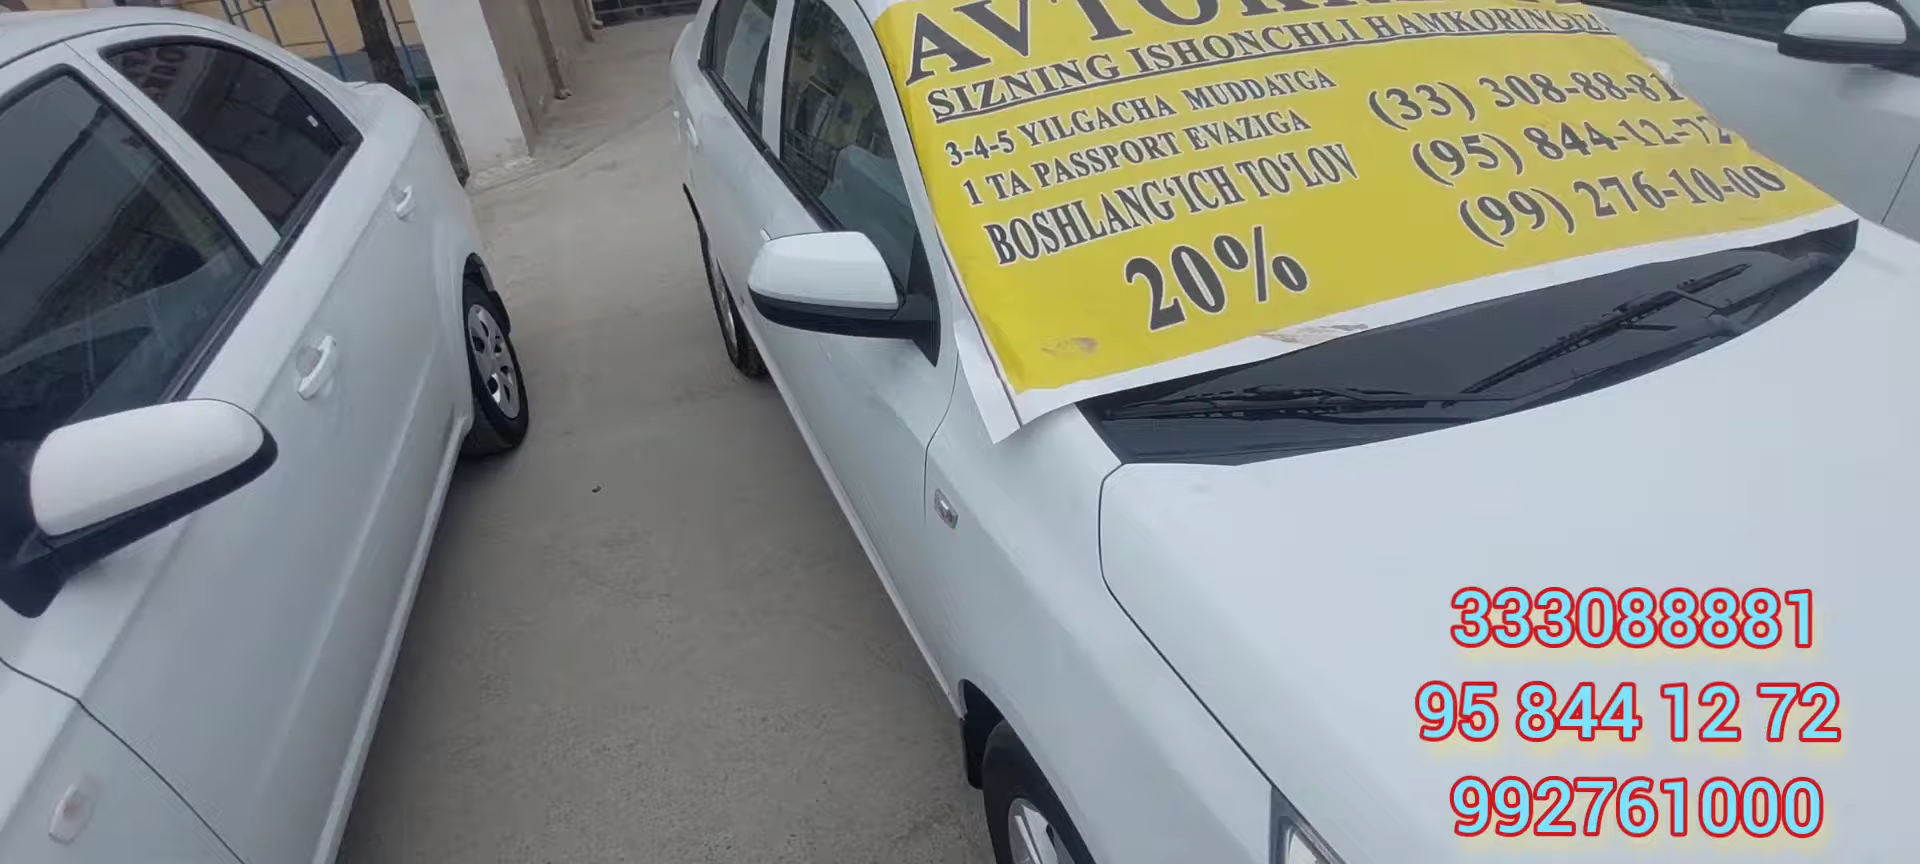 SIZNING ISHONCHLI HAMKORINGIZ!
3-4-5 YILGACHA MUDDATGA
1 TA PASSPORT EVAZIGA
BOSHLANG‘ICH TO‘LOV
20%
(33) 308-88-81
(95) 844-12-72
(99) 276-10-00
333088881
95 844 12 72
992761000